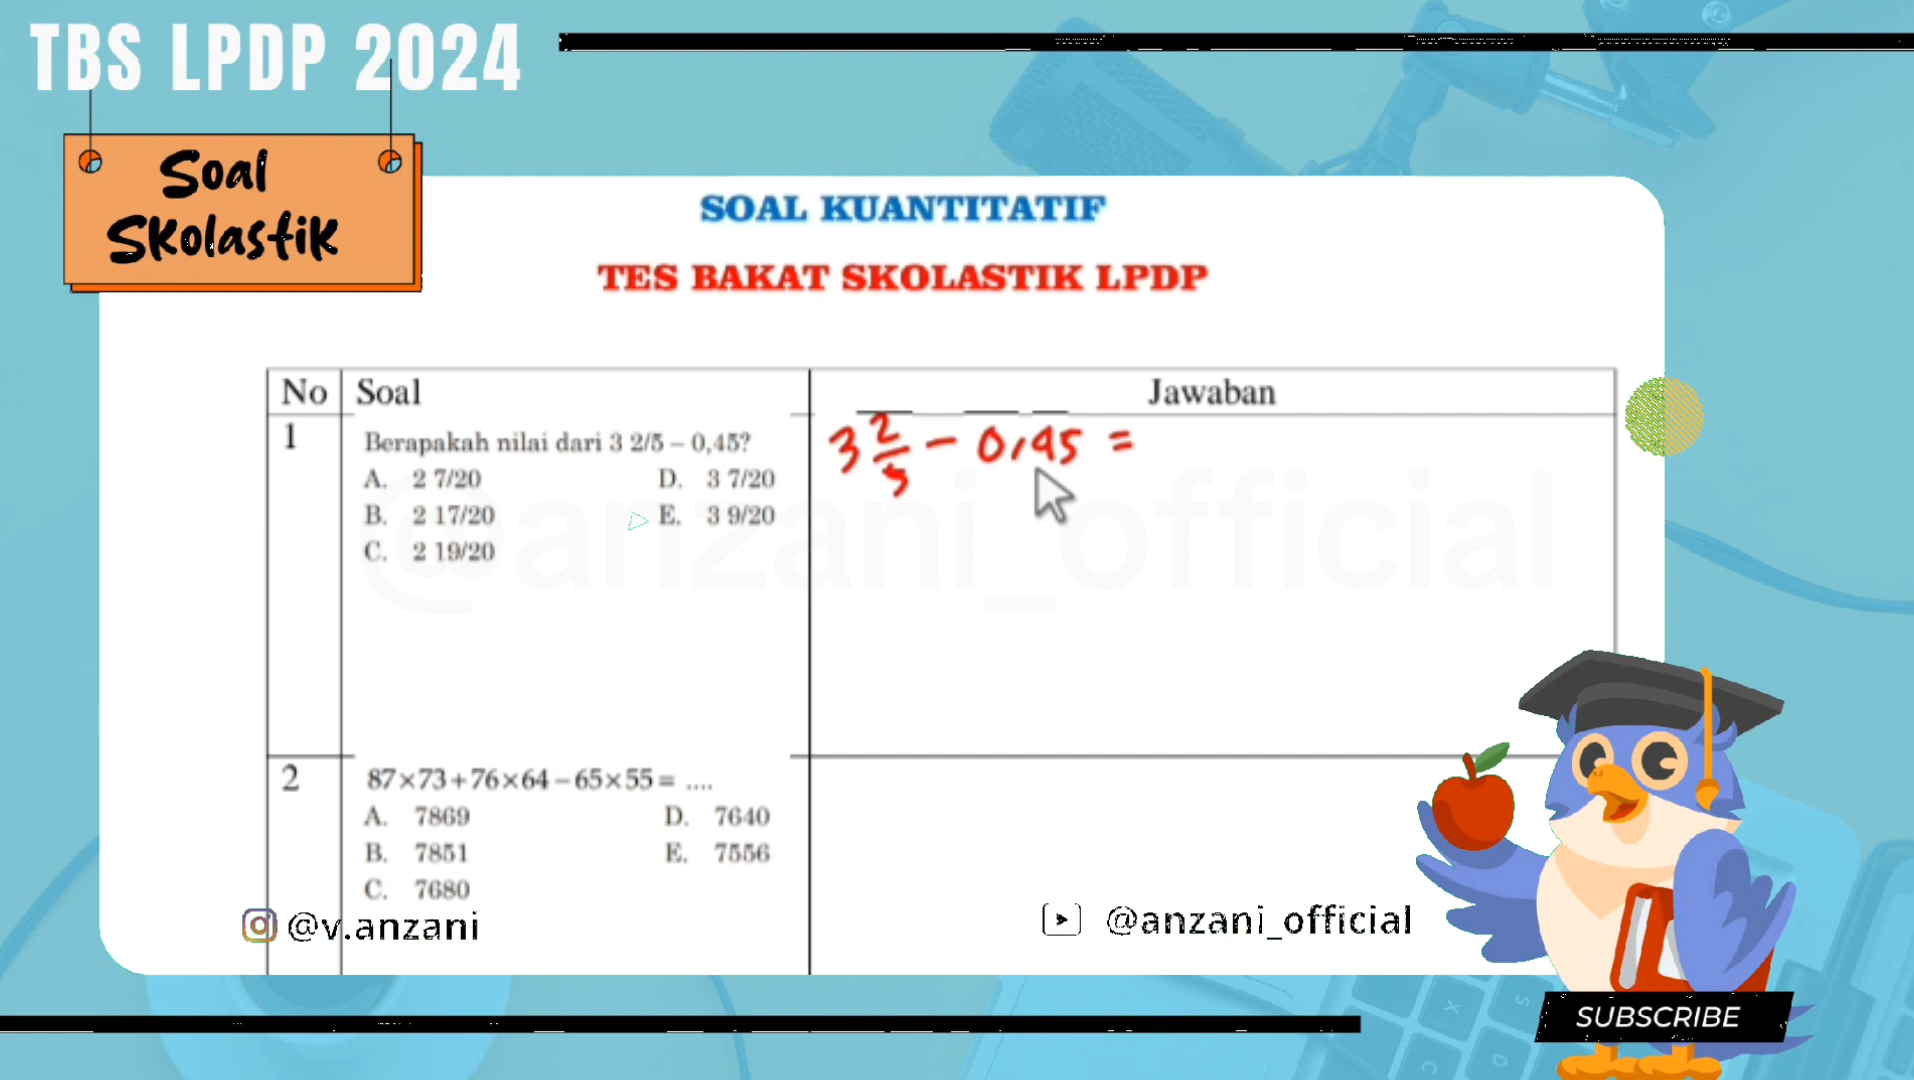 TBS LPDP 2024
Soal
Skolastik
SOAL KUANTITATIF
TES BAKAT SKOLASTIK LPDP
No Soal Jawaban
1 Berapakah nilai dari 3 2/5 – 0,45?
A. 2 7/20 D. 3 7/20
B. 2 17/20 E. 3 9/20
C. 2 19/20
3 2/5 – 0,45 =
@anzani_official
2 87×73+76×64–65×55= ....
A. 7869 D. 7640
B. 7851 E. 7556
C. 7680
@v.anzani
@anzani_official
SUBSCRIBE